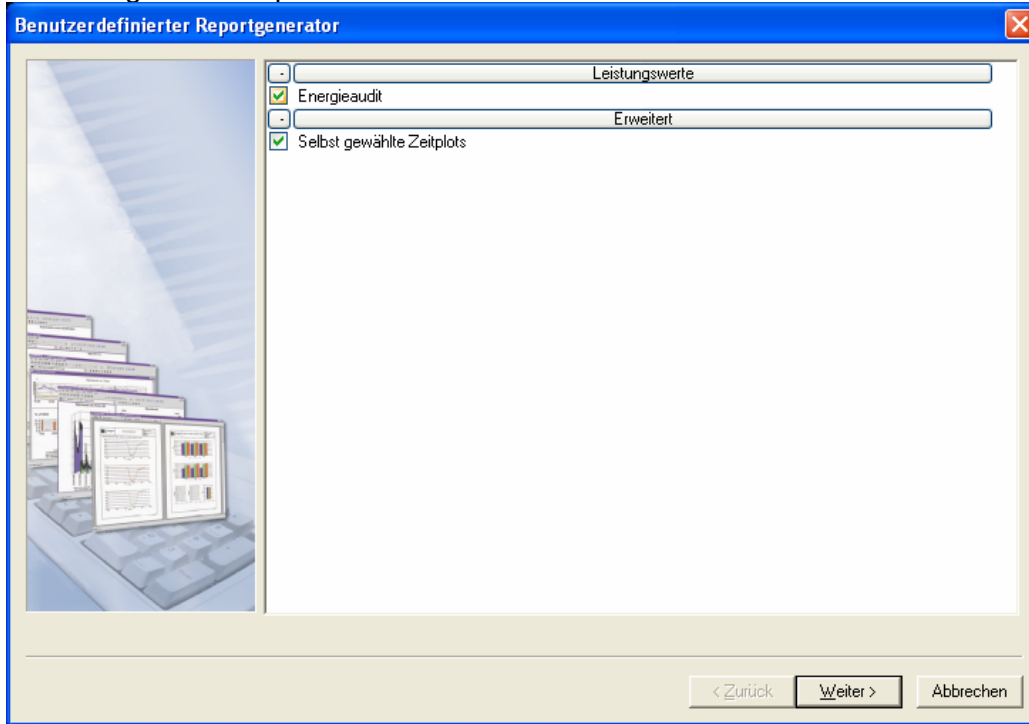 Benutzerdefinierter Reportgenerator
- Leistungswerte
Energieaudit
- Erweitert
Selbst gewählte Zeitplots
< Zurück Weiter > Abbrechen